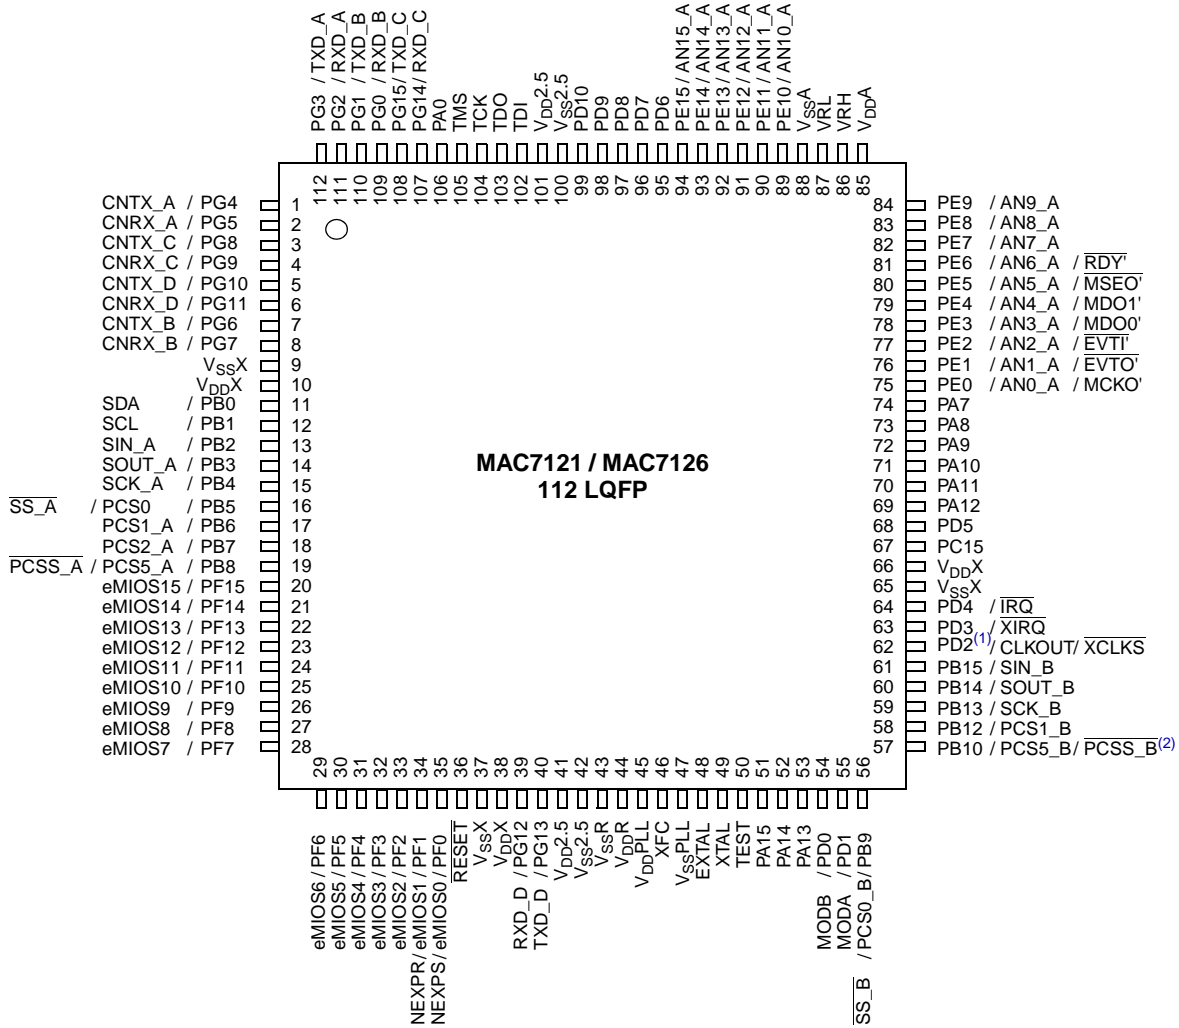 PG3 / TXD_A
PG2 / RXD_A
PG1 / TXD_B
PG0 / RXD_B
PG15/ TXD_C
PG14/ RXD_C
PA0
TMS
TCK
TDO
TDI
VDD2.5
VSS2.5
PD10
PD9
PD8
PD7
PD6
PE15/ AN15_A
PE14/ AN14_A
PE13/ AN13_A
PE12/ AN12_A
PE11/ AN11_A
PE10/ AN10_A
VSSA
VRL
VRH
VDDA
112 111 110 109 108 107 106 105 104 103 102 101 100 99 98 97 96 95 94 93 92 91 90 89 88 87 86 85
CNTX_A / PG4 1
CNRX_A / PG5 2
CNTX_C / PG8 3
CNRX_C / PG9 4
CNTX_D / PG10 5
CNRX_D / PG11 6
CNTX_B / PG6 7
CNRX_B / PG7 8
VSSX 9
VDDX 10
SDA / PB0 11
SCL / PB1 12
SIN_A / PB2 13
SOUT_A / PB3 14
SCK_A / PB4 15
SS_A / PCS0 / PB5 16
PCS1_A / PB6 17
PCS2_A / PB7 18
PCSS_A / PCS5_A / PB8 19
eMIOS15 / PF15 20
eMIOS14 / PF14 21
eMIOS13 / PF13 22
eMIOS12 / PF12 23
eMIOS11 / PF11 24
eMIOS10 / PF10 25
eMIOS9 / PF9 26
eMIOS8 / PF8 27
eMIOS7 / PF7 28
MAC7121 / MAC7126
112 LQFP
84 PE9 / AN9_A
83 PE8 / AN8_A
82 PE7 / AN7_A
81 PE6 / AN6_A / RDY'
80 PE5 / AN5_A / MSEO'
79 PE4 / AN4_A / MDO1'
78 PE3 / AN3_A / MDO0'
77 PE2 / AN2_A / EVTI'
76 PE1 / AN1_A / EVTO'
75 PE0 / AN0_A / MCKO'
74 PA7
73 PA8
72 PA9
71 PA10
70 PA11
69 PA12
68 PD5
67 PC15
66 VDDX
65 VSSX
64 PD4 / IRQ
63 PD3 / XIRQ
62 PD2(1)/ CLKOUT/ XCLKS
61 PB15 / SIN_B
60 PB14 / SOUT_B
59 PB13 / SCK_B
58 PB12 / PCS1_B
57 PB10 / PCS5_B/ PCSS_B(2)
29 30 31 32 33 34 35 36 37 38 39 40 41 42 43 44 45 46 47 48 49 50 51 52 53 54 55 56
eMIOS6 / PF6
eMIOS5 / PF5
eMIOS4 / PF4
eMIOS3 / PF3
eMIOS2 / PF2
NEXPR / eMIOS1 / PF1
NEXPS / eMIOS0 / PF0
RESET
VSSX
VDDX
RXD_D / PG12
TXD_D / PG13
VDD2.5
VSS2.5
VSSR
VDDR
VDDPLL
XFC
VSSPLL
EXTAL
XTAL
TEST
PA15
PA14
PA13
MODB / PD0
MODA / PD1
SS_B / PCS0_B / PB9